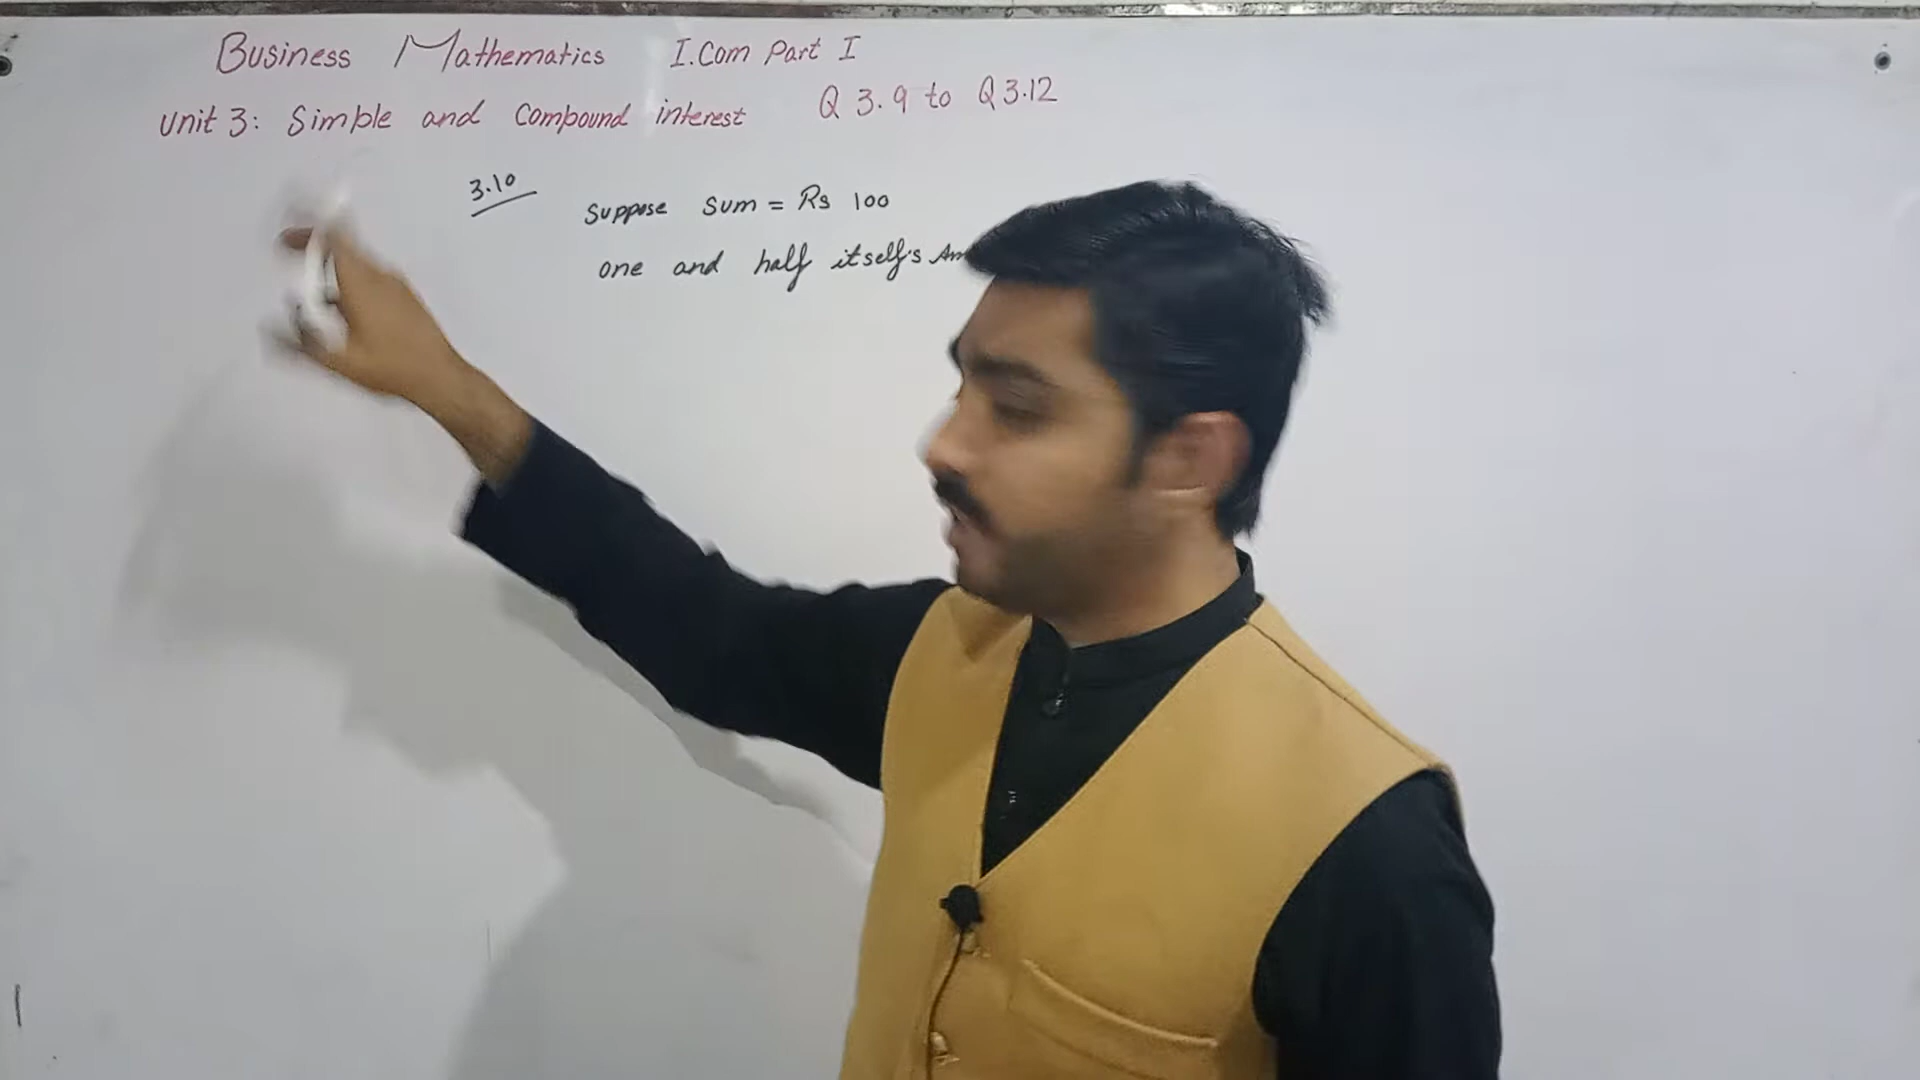 Business Mathematics I.Com Part I
Unit 3: Simple and Compound interest Q 3.9 to Q 3.12
3.10
Suppose Sum = Rs 100
one and half itself's